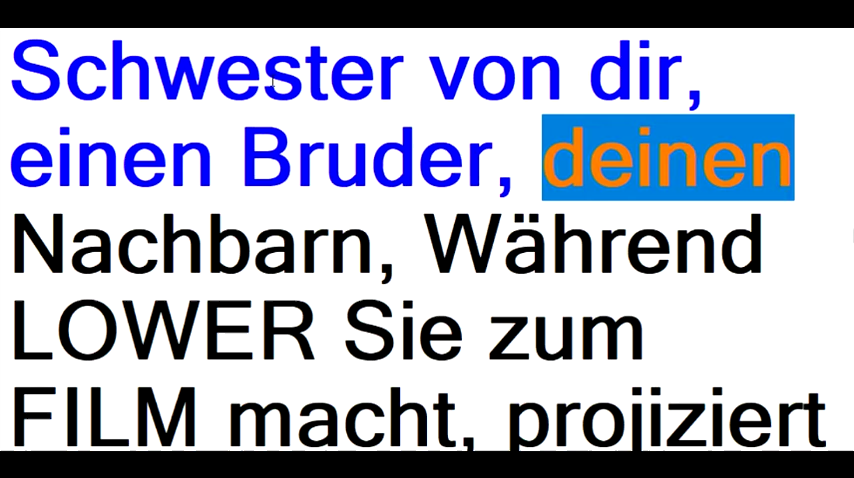 Schwester von dir,
einen Bruder, deinen
Nachbarn, Während
LOWER Sie zum
FILM macht, projiziert